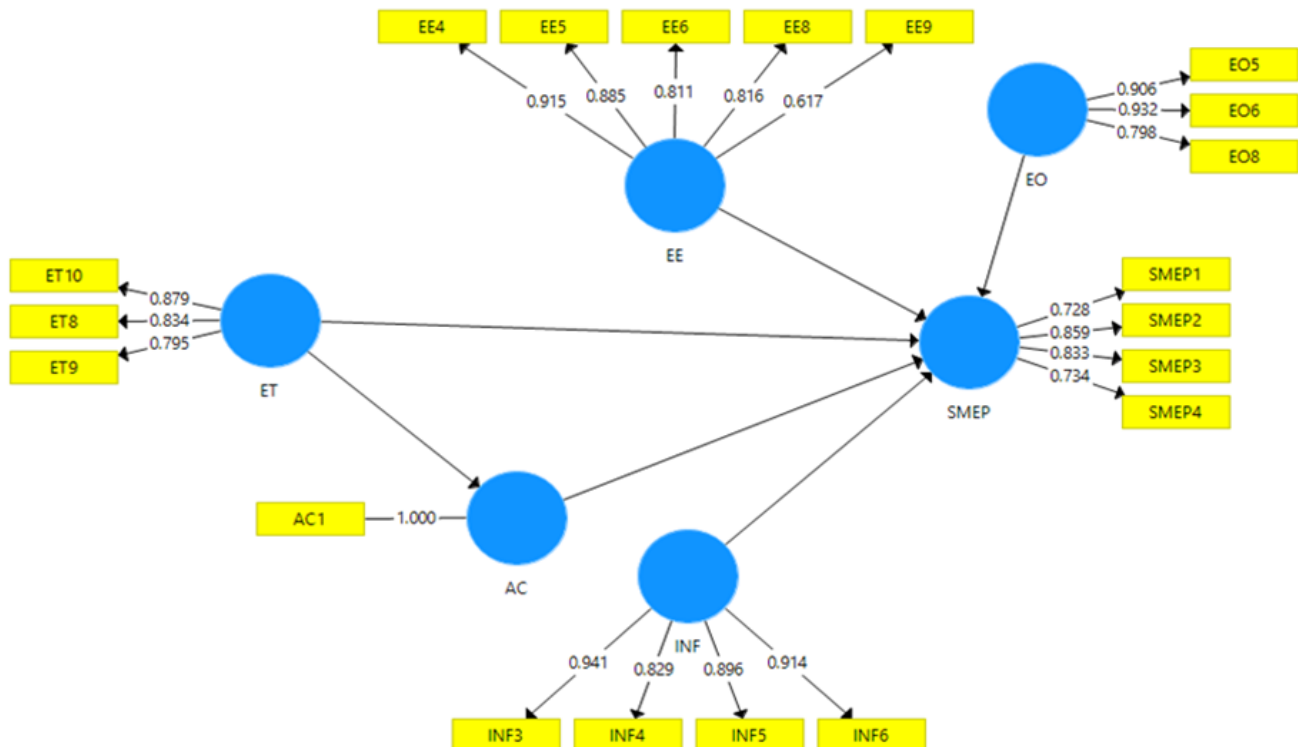 EE4 EE5 EE6 EE8 EE9
0.915 0.885 0.811 0.816 0.617
EE
EO5
EO6
EO8
0.906
0.932
0.798
EO
ET10
ET8
ET9
0.879
0.834
0.795
ET
SMEP1
SMEP2
SMEP3
SMEP4
0.728
0.859
0.833
0.734
SMEP
AC1 1.000
AC
INF
0.941 0.829 0.896 0.914
INF3 INF4 INF5 INF6